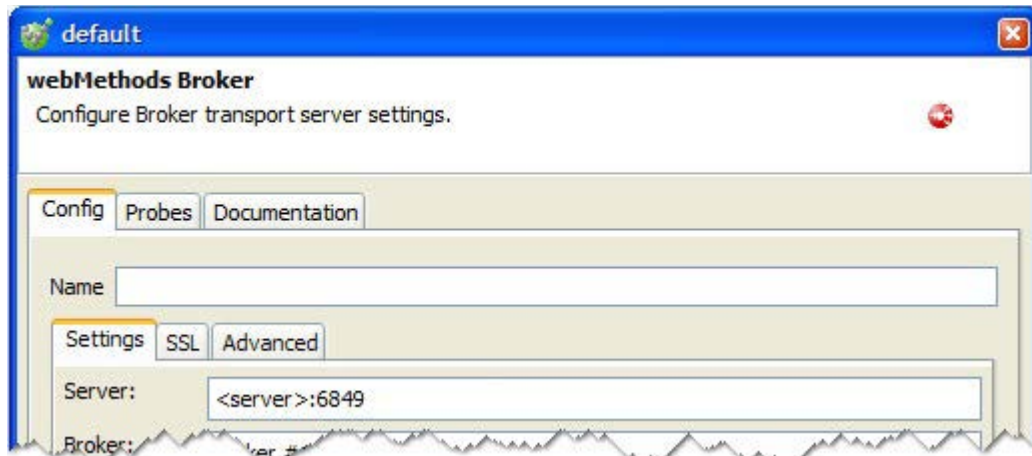 default
webMethods Broker
Configure Broker transport server settings.
Config Probes Documentation
Name
Settings SSL Advanced
Server: <server>:6849
Broker: